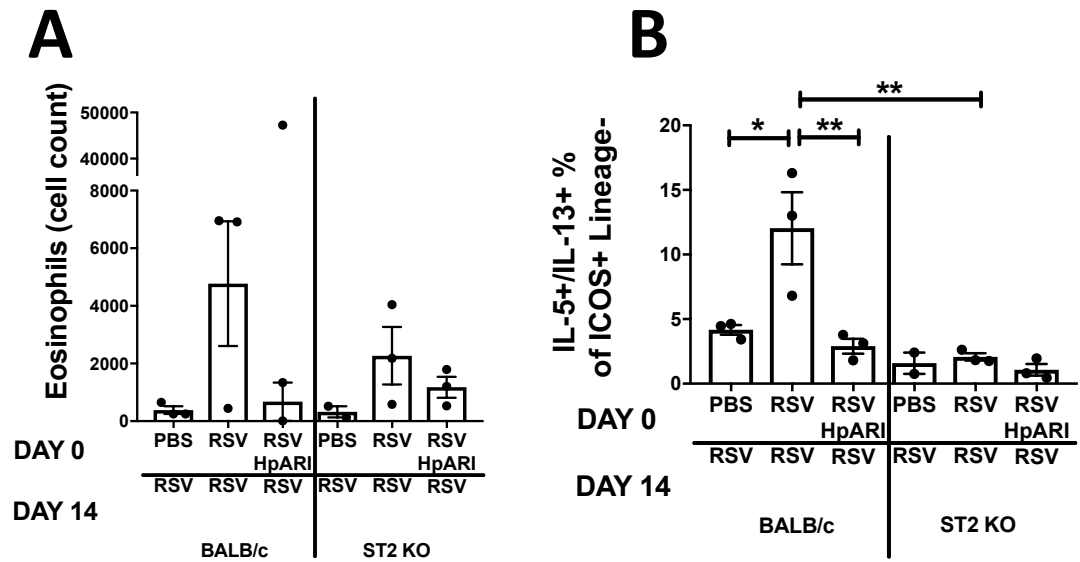 A
Eosinophils (cell count)
50000
40000
8000
6000
4000
2000
0
PBS RSV RSV PBS RSV RSV
HpARI HpARI
DAY 0
RSV RSV RSV RSV RSV RSV
DAY 14
BALB/c ST2 KO
B
IL-5+/IL-13+ %
of ICOS+ Lineage-
**
* **
20
15
10
5
0
PBS RSV RSV PBS RSV RSV
HpARI HpARI
DAY 0
RSV RSV RSV RSV RSV RSV
DAY 14
BALB/c ST2 KO